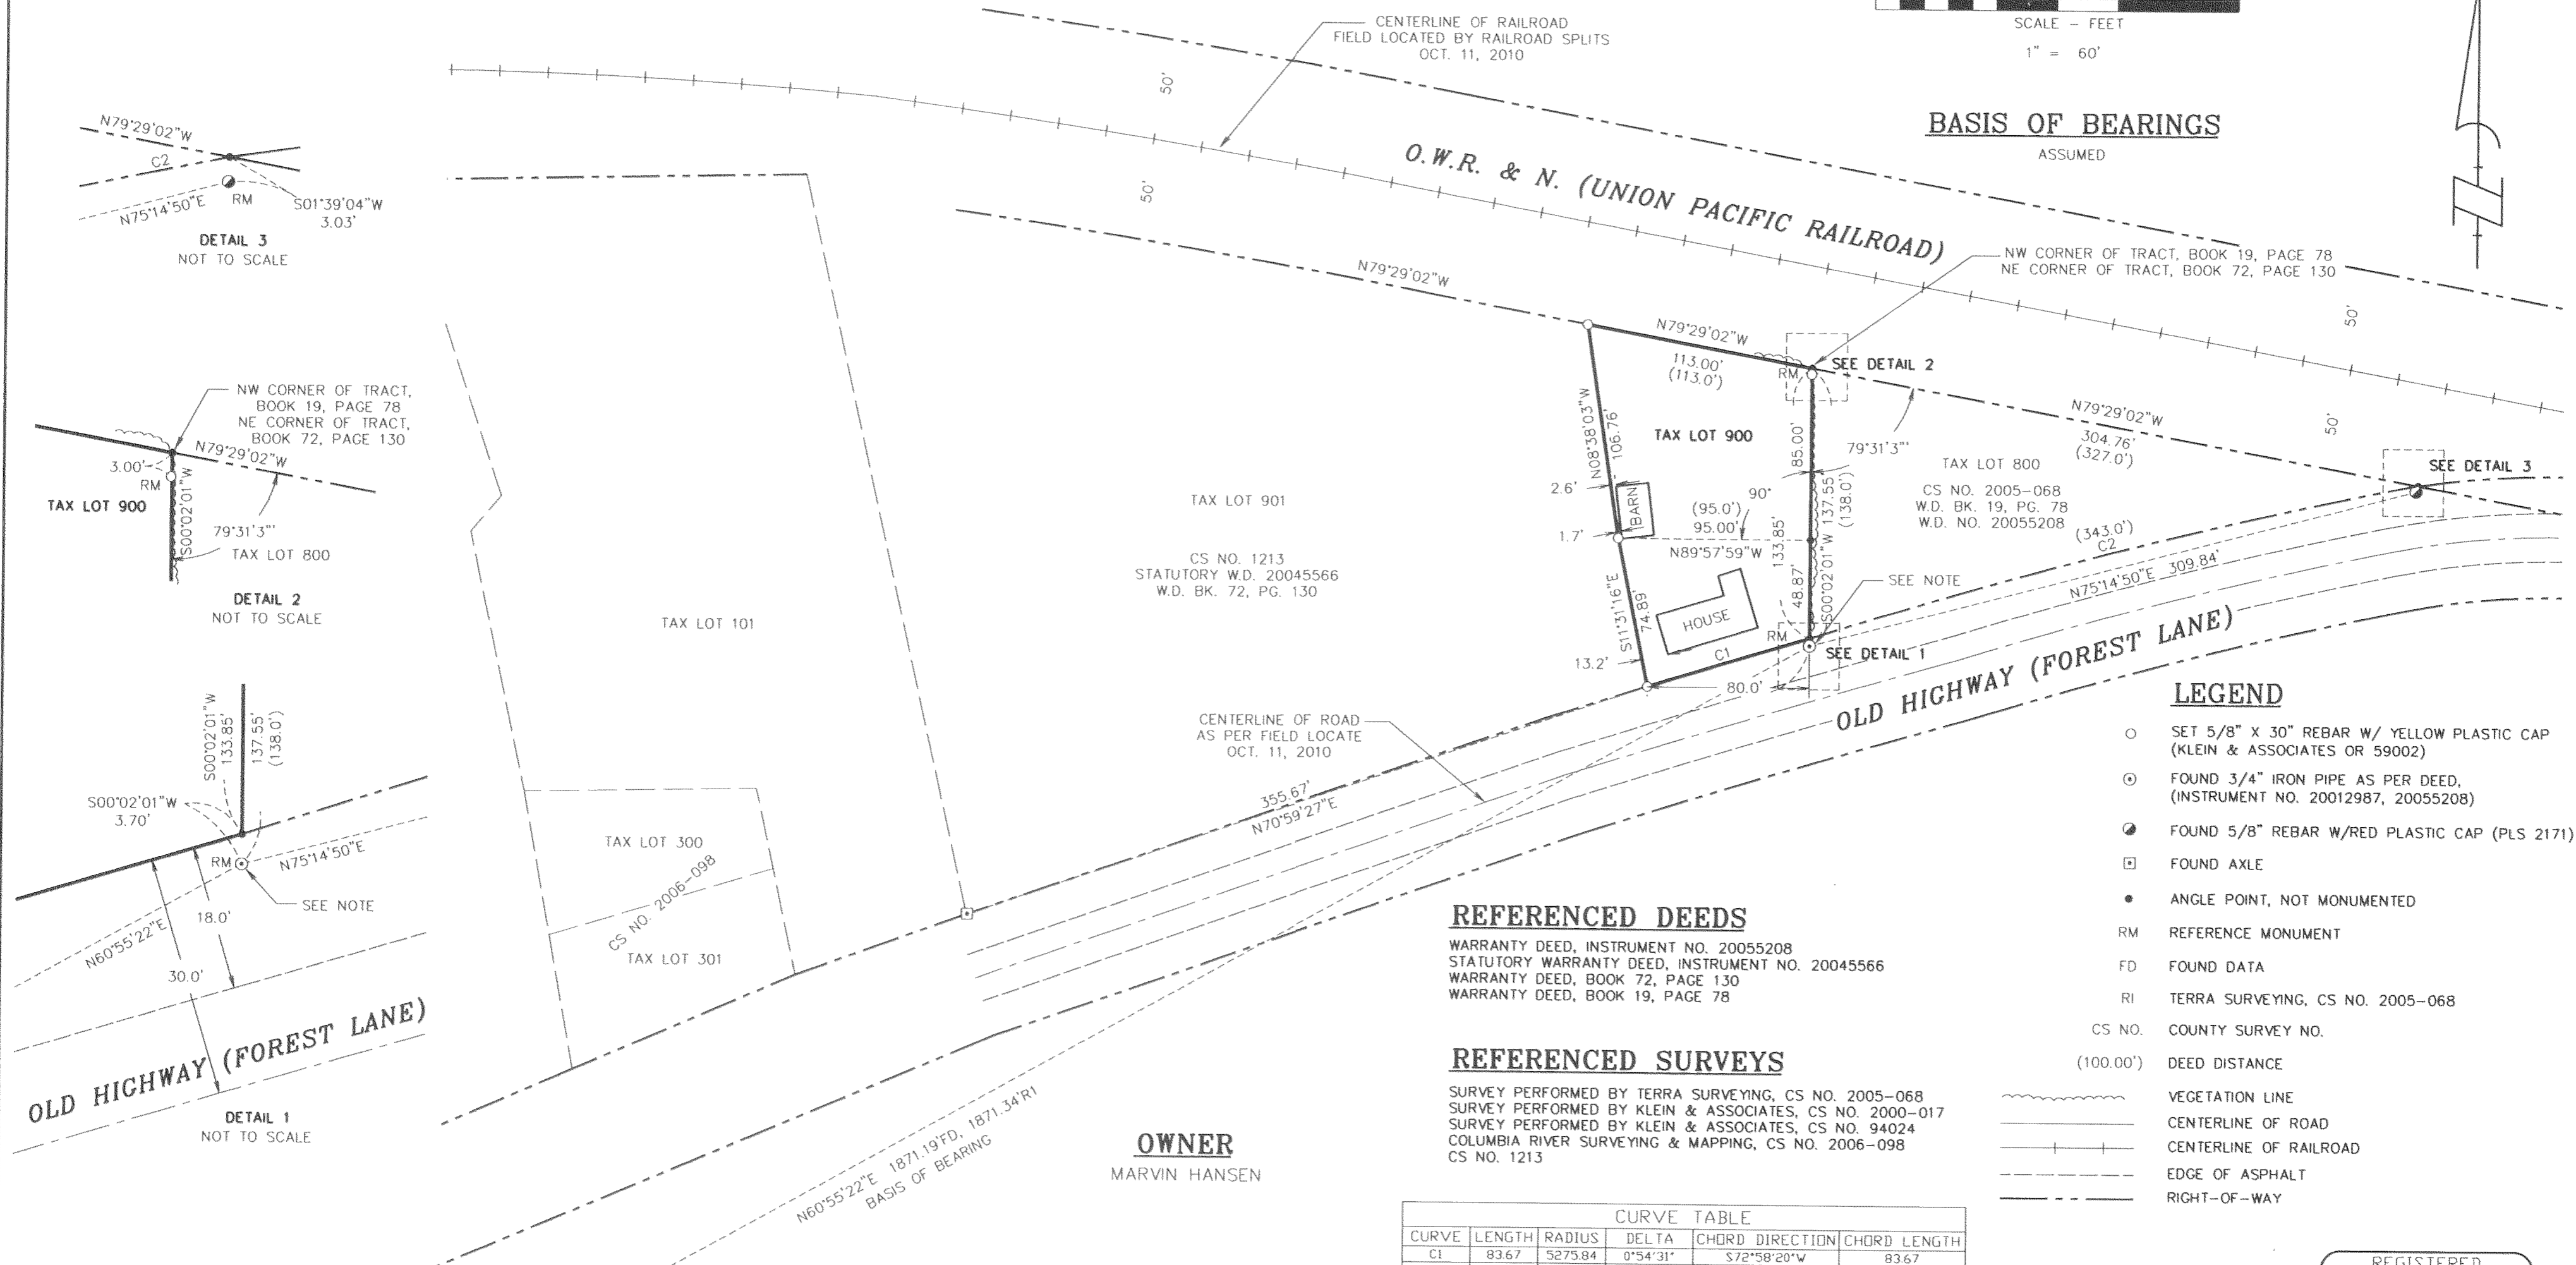 CENTERLINE OF RAILROAD
FIELD LOCATED BY RAILROAD SPLITS
OCT. 11, 2010
SCALE - FEET
1" = 60'
BASIS OF BEARINGS
ASSUMED
50'
50'
O.W.R. & N. (UNION PACIFIC RAILROAD)
N79°29'02"W
C2
N75°14'50"E
RM
S01°39'04"W
3.03'
DETAIL 3
NOT TO SCALE
NW CORNER OF TRACT, BOOK 19, PAGE 78
NE CORNER OF TRACT, BOOK 72, PAGE 130
N79°29'02"W
50'
50'
NW CORNER OF TRACT,
BOOK 19, PAGE 78
NE CORNER OF TRACT,
BOOK 72, PAGE 130
N79°29'02"W
3.00'
RM
TAX LOT 900
S00°02'01"W
79°31'3"'
TAX LOT 800
DETAIL 2
NOT TO SCALE
N79°29'02"W
113.00'
(113.0')
RM
SEE DETAIL 2
N08°38'03"W
106.76'
TAX LOT 900
85.00'
79°31'3"'
N79°29'02"W
304.76'
(327.0')
TAX LOT 800
CS NO. 2005-068
W.D. BK. 19, PG. 78
W.D. NO. 20055208
SEE DETAIL 3
2.6'
BARN
1.7'
90°
(95.0')
95.00'
N89°57'59"W
133.85'
S00°02'01"W 137.55'
(138.0')
48.87'
(343.0')
C2
N75°14'50"E 309.84'
SEE NOTE
S11°31'16"E
74.89'
HOUSE
RM
C1
13.2'
SEE DETAIL 1
80.0'
OLD HIGHWAY (FOREST LANE)
TAX LOT 901
CS NO. 1213
STATUTORY W.D. 20045566
W.D. BK. 72, PG. 130
TAX LOT 101
CENTERLINE OF ROAD
AS PER FIELD LOCATE
OCT. 11, 2010
355.67'
N70°59'27"E
TAX LOT 300
CS NO. 2006-098
TAX LOT 301
S00°02'01"W
133.85'
137.55'
(138.0')
S00°02'01"W
3.70'
RM
N75°14'50"E
SEE NOTE
18.0'
N60°55'22"E
30.0'
OLD HIGHWAY (FOREST LANE)
DETAIL 1
NOT TO SCALE
N60°55'22"E 1871.19'FD, 1871.34'R1
BASIS OF BEARING
OWNER
MARVIN HANSEN
REFERENCED DEEDS
WARRANTY DEED, INSTRUMENT NO. 20055208
STATUTORY WARRANTY DEED, INSTRUMENT NO. 20045566
WARRANTY DEED, BOOK 72, PAGE 130
WARRANTY DEED, BOOK 19, PAGE 78
REFERENCED SURVEYS
SURVEY PERFORMED BY TERRA SURVEYING, CS NO. 2005-068
SURVEY PERFORMED BY KLEIN & ASSOCIATES, CS NO. 2000-017
SURVEY PERFORMED BY KLEIN & ASSOCIATES, CS NO. 94024
COLUMBIA RIVER SURVEYING & MAPPING, CS NO. 2006-098
CS NO. 1213
LEGEND
SET 5/8" X 30" REBAR W/ YELLOW PLASTIC CAP
(KLEIN & ASSOCIATES OR 59002)
FOUND 3/4" IRON PIPE AS PER DEED,
(INSTRUMENT NO. 20012987, 20055208)
FOUND 5/8" REBAR W/RED PLASTIC CAP (PLS 2171)
FOUND AXLE
ANGLE POINT, NOT MONUMENTED
RM REFERENCE MONUMENT
FD FOUND DATA
RI TERRA SURVEYING, CS NO. 2005-068
CS NO. COUNTY SURVEY NO.
(100.00') DEED DISTANCE
VEGETATION LINE
CENTERLINE OF ROAD
CENTERLINE OF RAILROAD
EDGE OF ASPHALT
RIGHT-OF-WAY
CURVE TABLE
CURVE LENGTH RADIUS DELTA CHORD DIRECTION CHORD LENGTH
C1 83.67 5275.84 0°54'31" S72°58'20"W 83.67
REGISTERED